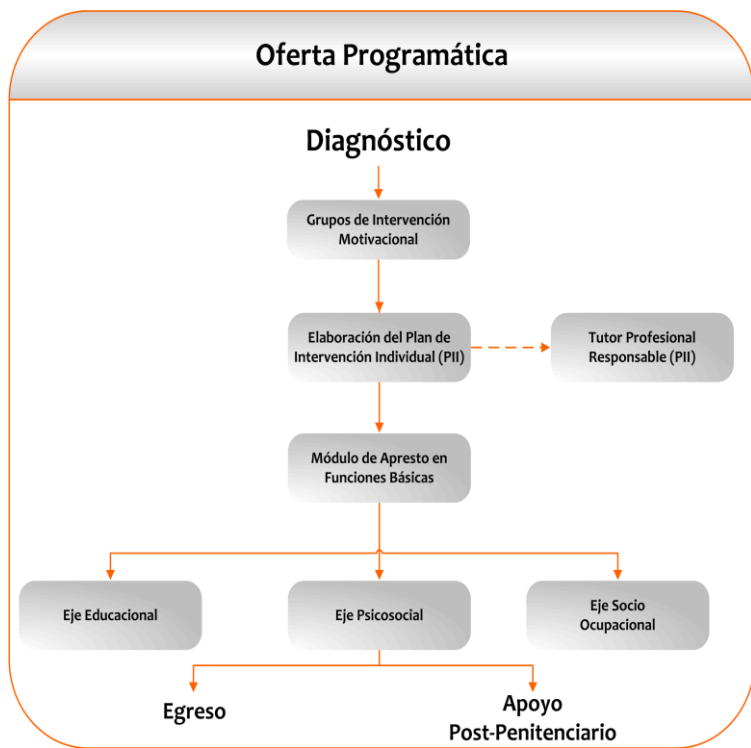 Oferta Programática
Diagnóstico
Grupos de Intervención
Motivacional
Elaboración del Plan de
Intervención Individual (PII)
Tutor Profesional
Responsable (PII)
Módulo de Apresto en
Funciones Básicas
Eje Educacional
Eje Psicosocial
Eje Socio
Ocupacional
Egreso
Apoyo
Post-Penitenciario